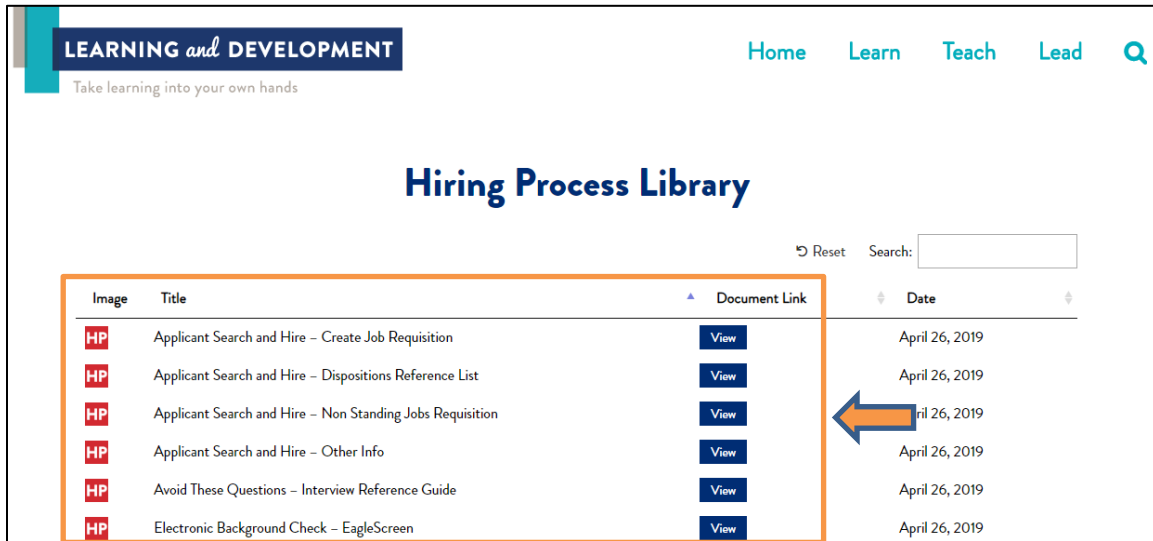 LEARNING and DEVELOPMENT
Home Learn Teach Lead
Take learning into your own hands
Hiring Process Library
Reset Search:
Image Title Document Link Date
HP Applicant Search and Hire – Create Job Requisition View April 26, 2019
HP Applicant Search and Hire – Dispositions Reference List View April 26, 2019
HP Applicant Search and Hire – Non Standing Jobs Requisition View ril 26, 2019
HP Applicant Search and Hire – Other Info View April 26, 2019
HP Avoid These Questions – Interview Reference Guide View April 26, 2019
HP Electronic Background Check – EagleScreen View April 26, 2019